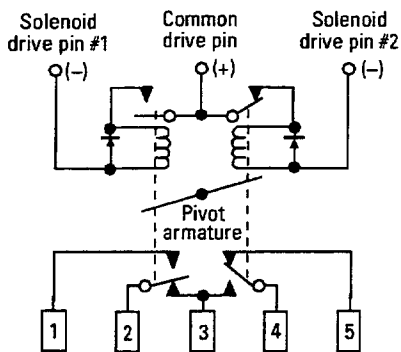 Solenoid
drive pin #1
Common
drive pin
Solenoid
drive pin #2
(−)
(+)
(−)
Pivot
armature
1 2 3 4 5